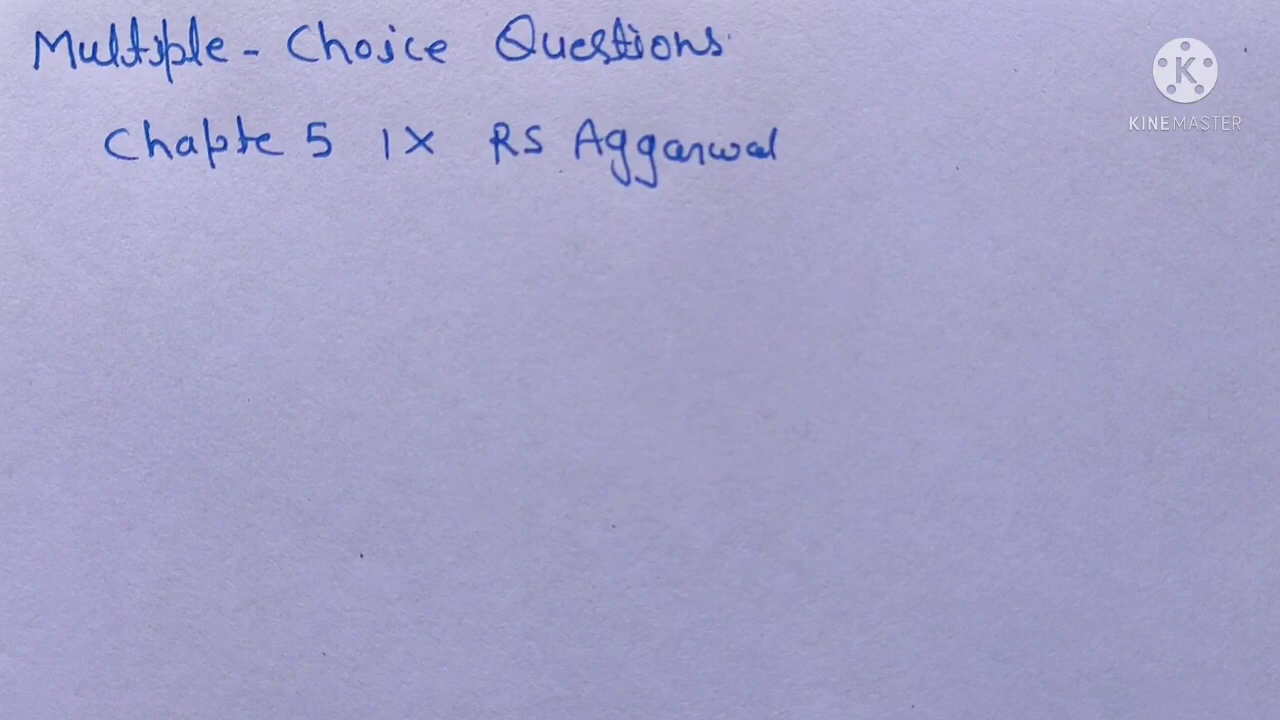 Multiple - Choice Questions
Chapte 5 IX RS Aggarwal
K
KINEMASTER